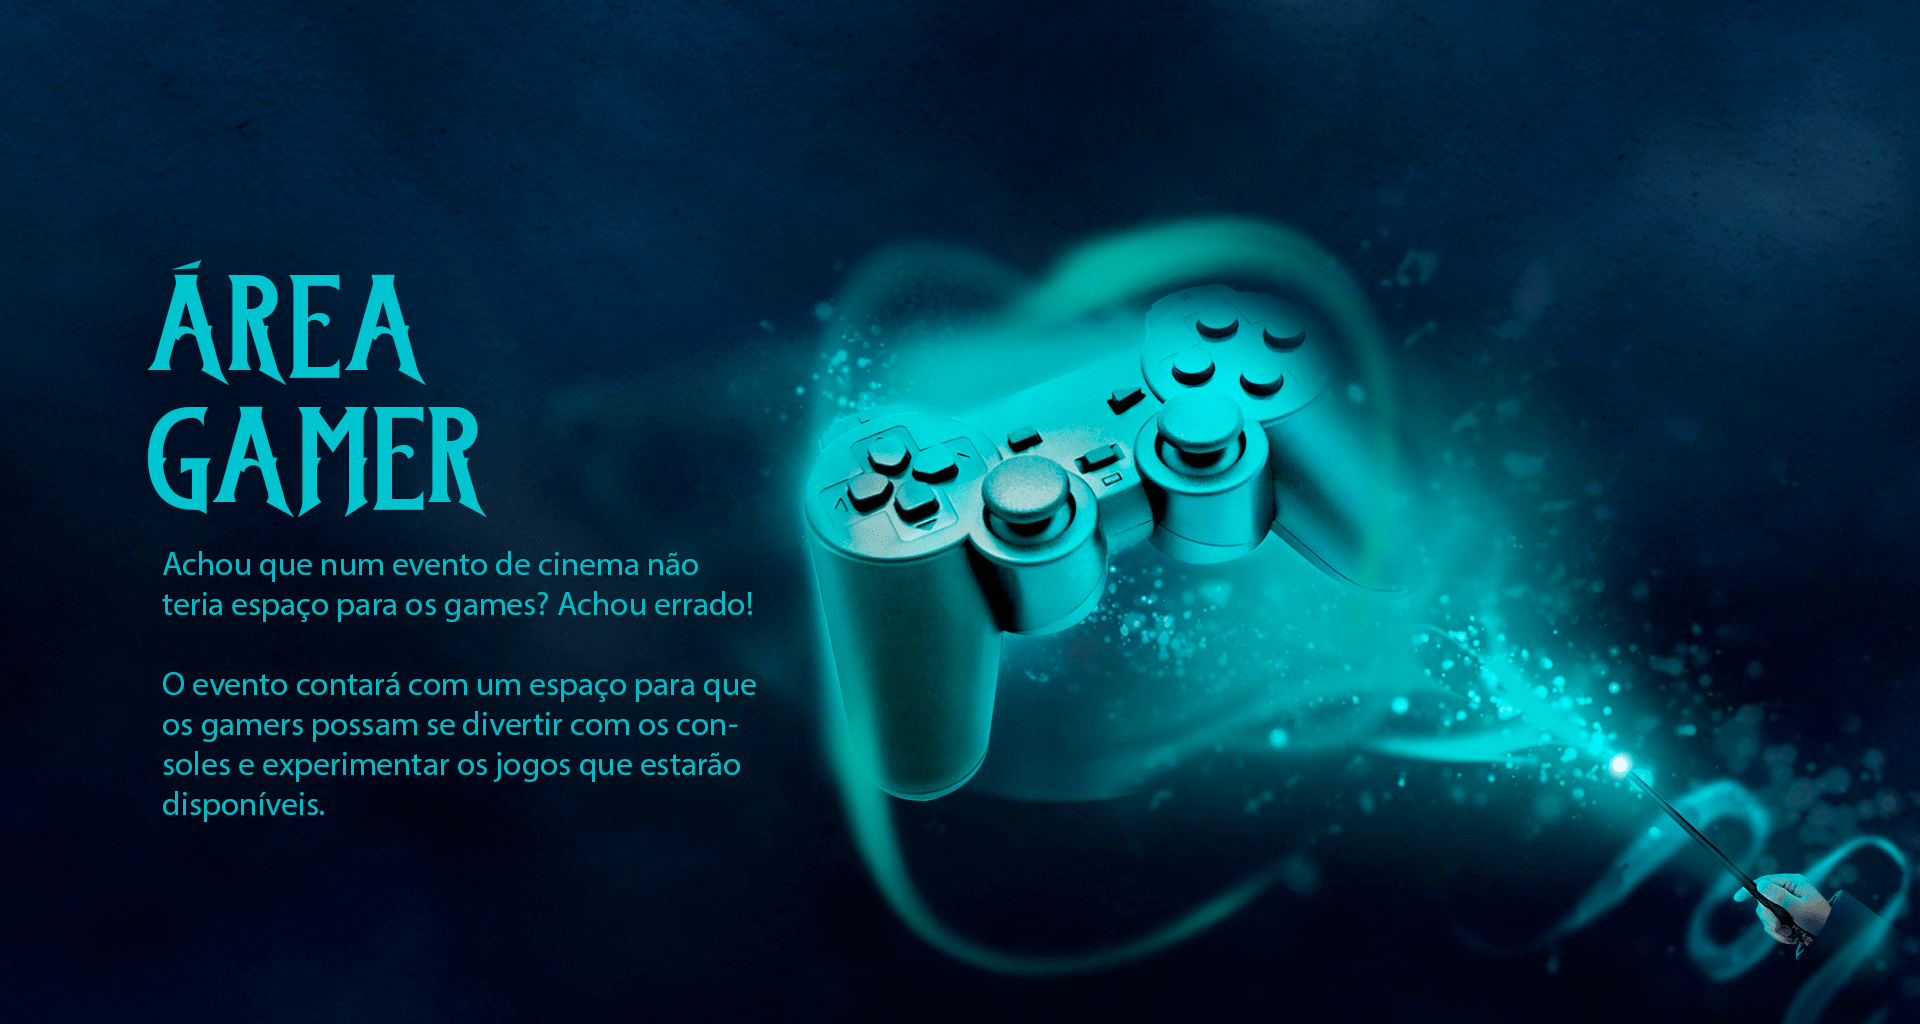 ÁREA
GAMER
Achou que num evento de cinema não
teria espaço para os games? Achou errado!
O evento contará com um espaço para que
os gamers possam se divertir com os con-
soles e experimentar os jogos que estarão
disponíveis.